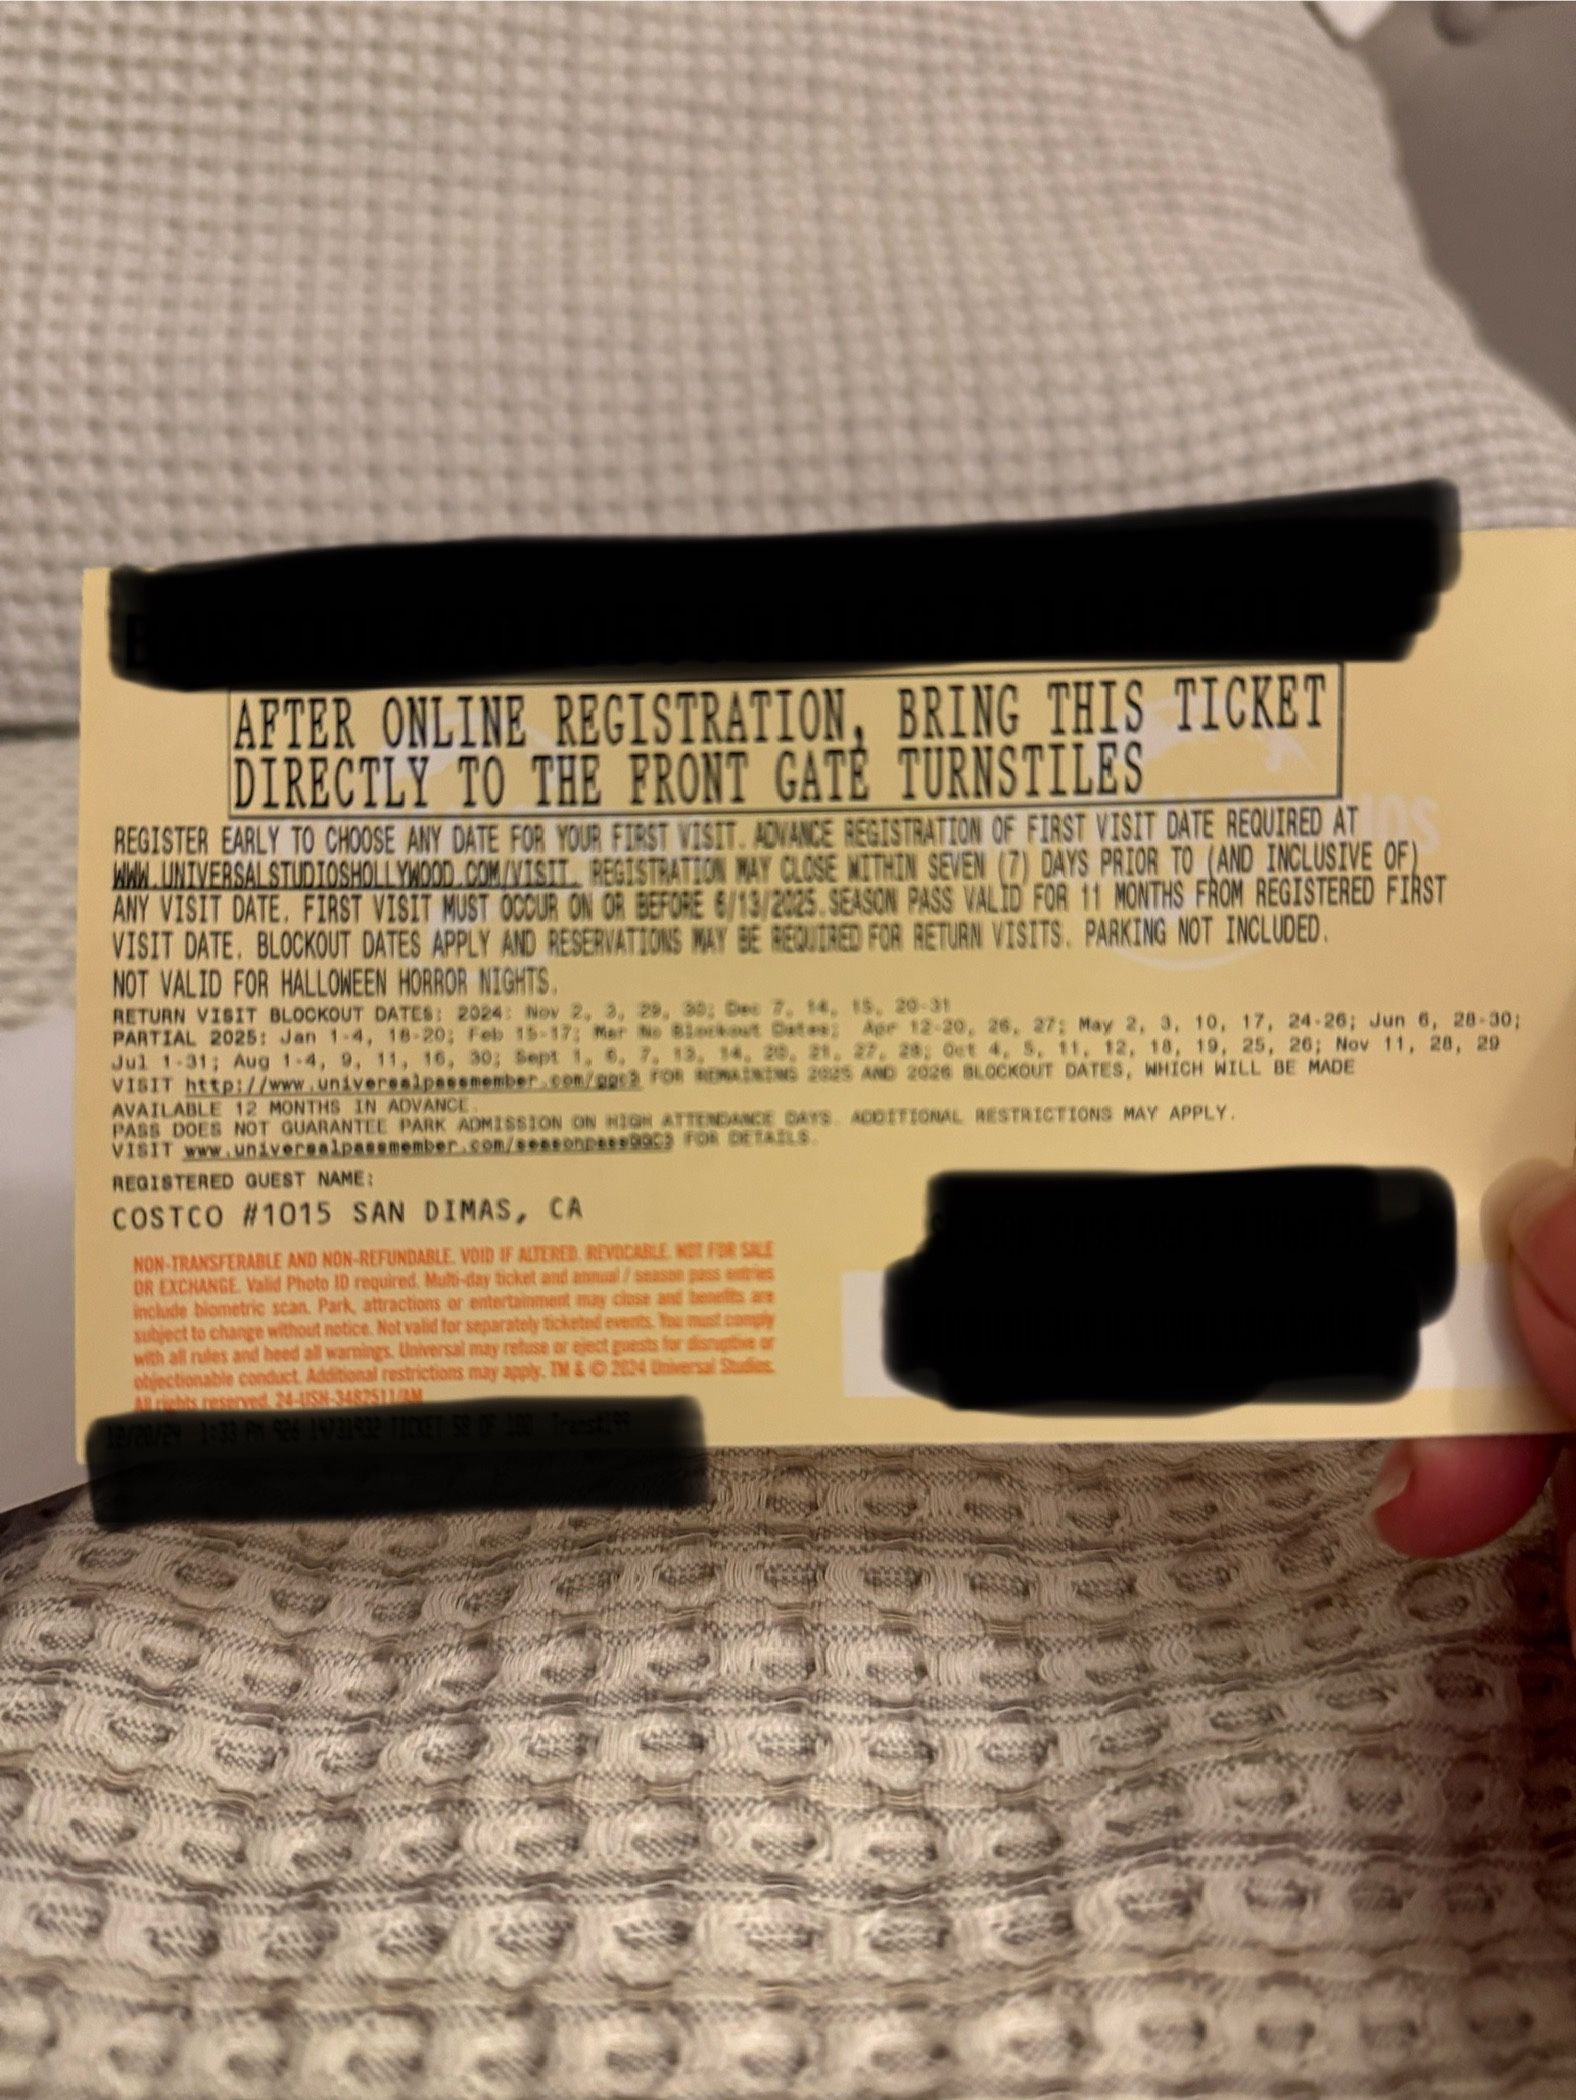 AFTER ONLINE REGISTRATION, BRING THIS TICKET
DIRECTLY TO THE FRONT GATE TURNSTILES
REGISTER EARLY TO CHOOSE ANY DATE FOR YOUR FIRST VISIT. ADVANCE REGISTRATION OF FIRST VISIT DATE REQUIRED AT
WWW.UNIVERSALSTUDIOSHOLLYWOOD.COM/VISIT. REGISTRATION MAY CLOSE WITHIN SEVEN (7) DAYS PRIOR TO (AND INCLUSIVE OF)
ANY VISIT DATE. FIRST VISIT MUST OCCUR ON OR BEFORE 6/13/2025. SEASON PASS VALID FOR 11 MONTHS FROM REGISTERED FIRST
VISIT DATE. BLOCKOUT DATES APPLY AND RESERVATIONS MAY BE REQUIRED FOR RETURN VISITS. PARKING NOT INCLUDED.
NOT VALID FOR HALLOWEEN HORROR NIGHTS.
RETURN VISIT BLOCKOUT DATES: 2024: Nov 2, 3, 29, 30; Dec 7, 14, 15, 20-31
PARTIAL 2025: Jan 1-4, 18-20; Feb 15-17; Mar No Blockout Dates; Apr 12-20, 26, 27; May 2, 3, 10, 17, 24-26; Jun 6, 28-30;
Jul 1-31; Aug 1-4, 9, 11, 16, 30; Sept 1, 6, 7, 13, 14, 20, 21, 27, 28; Oct 4, 5, 11, 12, 18, 19, 25, 26; Nov 11, 28, 29
VISIT http://www.universalpassmember.com/ggc3 FOR REMAINING 2025 AND 2026 BLOCKOUT DATES, WHICH WILL BE MADE
AVAILABLE 12 MONTHS IN ADVANCE.
PASS DOES NOT GUARANTEE PARK ADMISSION ON HIGH ATTENDANCE DAYS. ADDITIONAL RESTRICTIONS MAY APPLY.
VISIT www.universalpassmember.com/seasonpassGGC3 FOR DETAILS.
REGISTERED GUEST NAME:
COSTCO #1015 SAN DIMAS, CA
NON-TRANSFERABLE AND NON-REFUNDABLE. VOID IF ALTERED. REVOCABLE. NOT FOR SALE
OR EXCHANGE. Valid Photo ID required. Multi-day ticket and annual / season pass entries
include biometric scan. Park, attractions or entertainment may close and benefits are
subject to change without notice. Not valid for separately ticketed events. You must comply
with all rules and heed all warnings. Universal may refuse or eject guests for disruptive or
objectionable conduct. Additional restrictions may apply. TM & © 2024 Universal Studios.
All rights reserved. 24-USH-3482511/AM